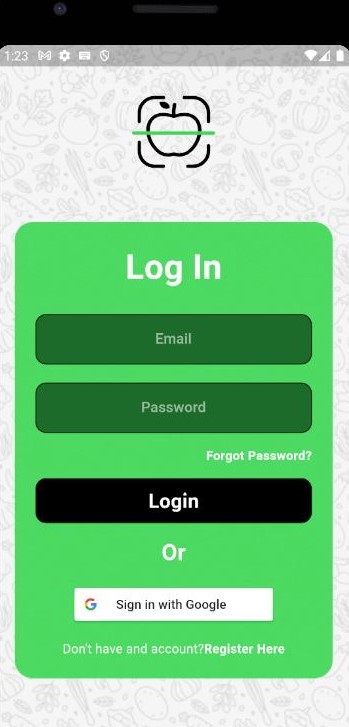 1:23
Log In
Email
Password
Forgot Password?
Login
Or
Sign in with Google
Don't have and account?Register Here